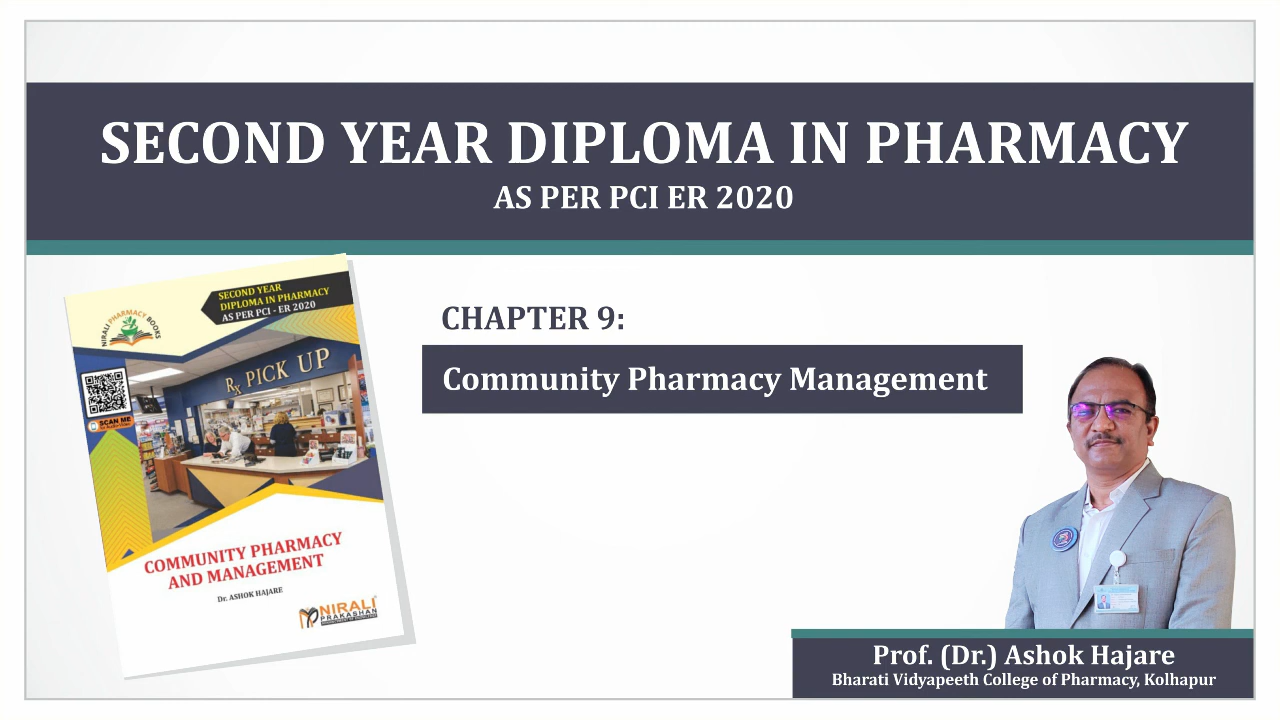 SECOND YEAR DIPLOMA IN PHARMACY
AS PER PCI ER 2020
SECOND YEAR
DIPLOMA IN PHARMACY
AS PER PCI - ER 2020
NIRALI PHARMACY BOOKS
Rx PICK UP
SCAN ME
COMMUNITY PHARMACY
AND MANAGEMENT
Dr. ASHOK HAJARE
NIRALI
PRAKASHAN
CHAPTER 9:
Community Pharmacy Management
Prof. (Dr.) Ashok Hajare
Bharati Vidyapeeth College of Pharmacy, Kolhapur